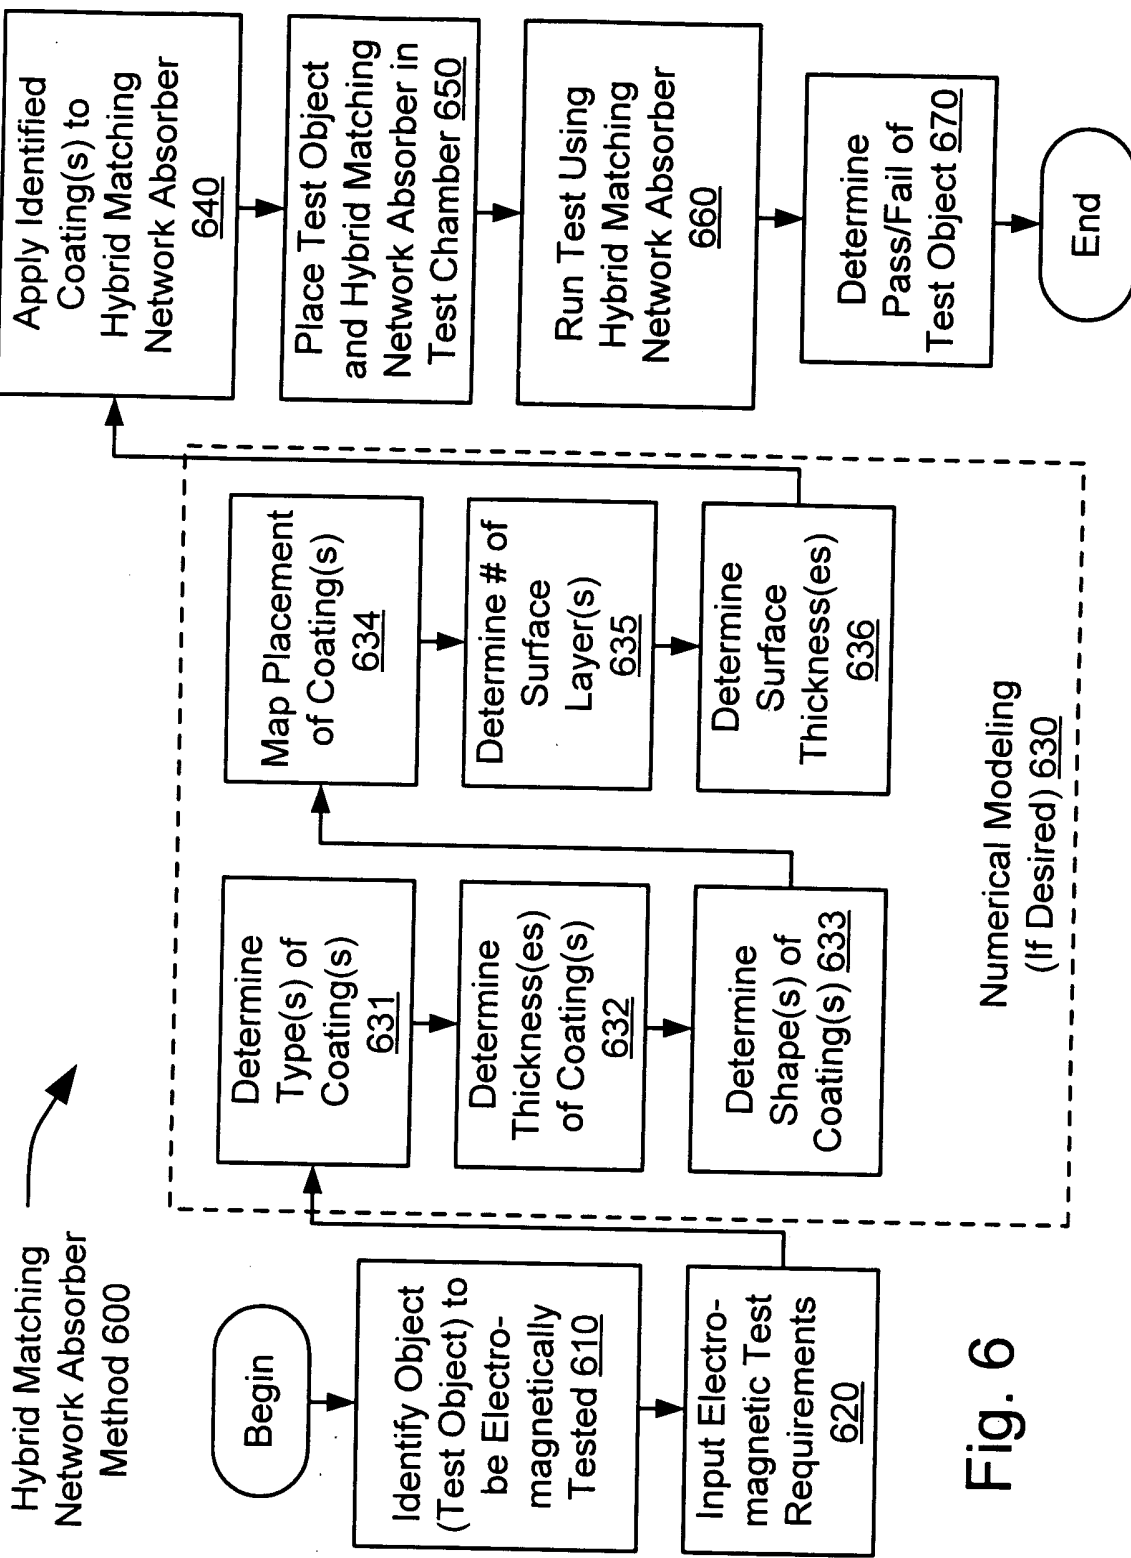 Hybrid Matching
Network Absorber
Method 600
Begin
Identify Object
(Test Object) to
be Electro-
magnetically
Tested 610
Input Electro-
magnetic Test
Requirements
620
Determine
Type(s) of
Coating(s)
631
Determine
Thickness(es)
of Coating(s)
632
Determine
Shape(s) of
Coating(s) 633
Map Placement
of Coating(s)
634
Determine # of
Surface
Layer(s)
635
Determine
Surface
Thickness(es)
636
Numerical Modeling
(If Desired) 630
Apply Identified
Coating(s) to
Hybrid Matching
Network Absorber
640
Place Test Object
and Hybrid Matching
Network Absorber in
Test Chamber 650
Run Test Using
Hybrid Matching
Network Absorber
660
Determine
Pass/Fail of
Test Object 670
End
Fig. 6